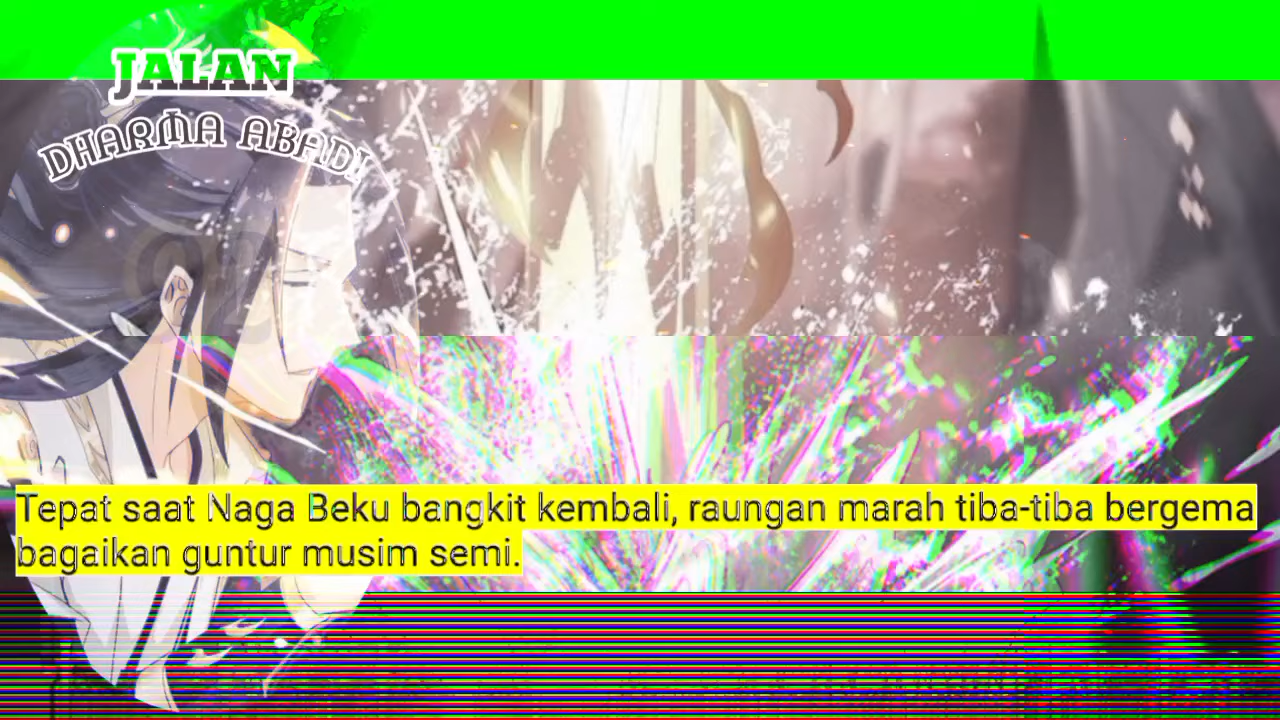 JALAN
DHARMA ABADI
Tepat saat Naga Beku bangkit kembali, raungan marah tiba-tiba bergema
bagaikan guntur musim semi.